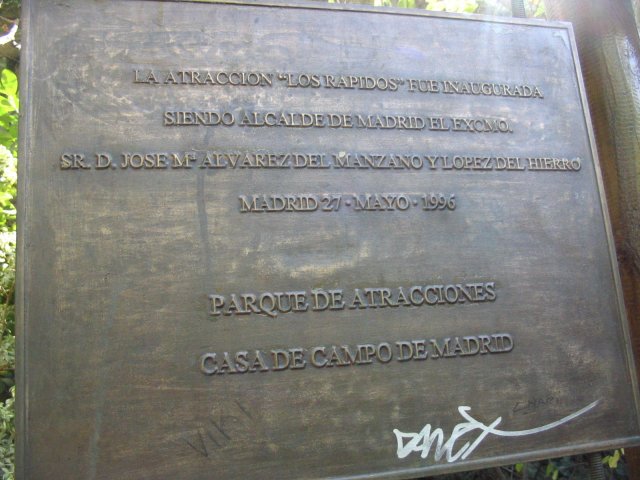 LA ATRACCION "LOS RAPIDOS" FUE INAUGURADA
SIENDO ALCALDE DE MADRID EL EXCMO.
SR. D. JOSE Mª ALVAREZ DEL MANZANO Y LOPEZ DEL HIERRO
MADRID 27 · MAYO · 1996
PARQUE DE ATRACCIONES
CASA DE CAMPO DE MADRID
VIKI